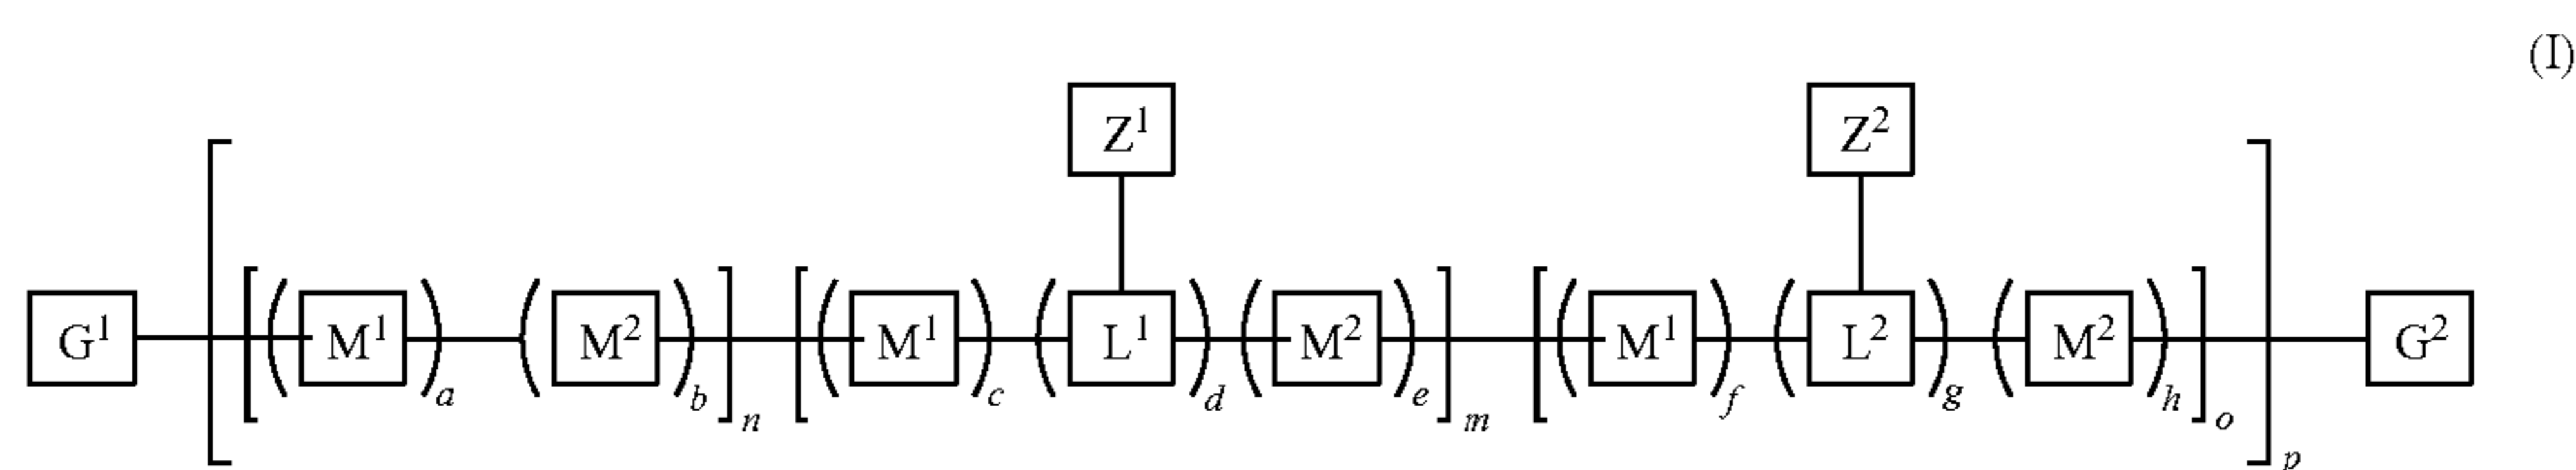 (I)
Z¹ Z²
G¹ [ [ ( M¹ )a ( M² )b ]n [ ( M¹ )c ( L¹ )d ( M² )e ]m [ ( M¹ )f ( L² )g ( M² )h ]o ]p G²